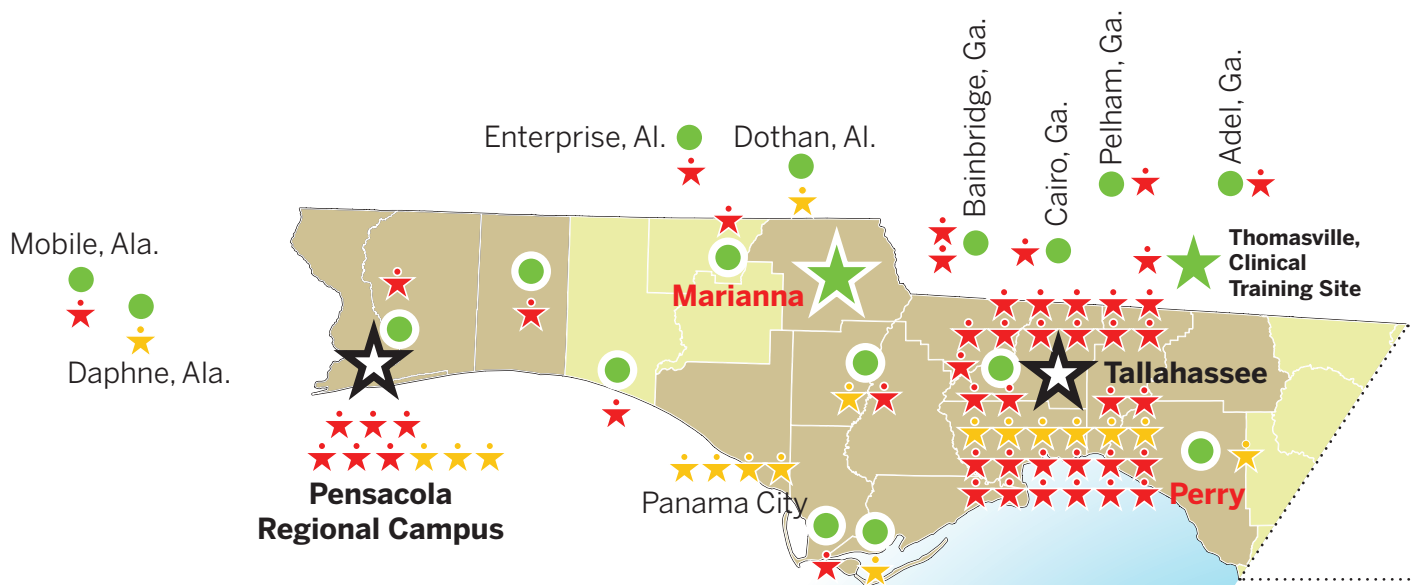 Enterprise, Al.
Dothan, Al.
Bainbridge, Ga.
Cairo, Ga.
Pelham, Ga.
Adel, Ga.
Mobile, Ala.
Daphne, Ala.
Marianna
Thomasville,
Clinical
Training Site
Tallahassee
Pensacola
Regional Campus
Panama City
Perry